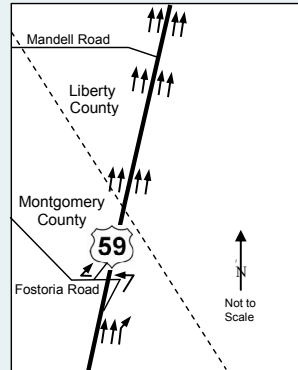 Mandell Road
Liberty
County
Montgomery
County
59
Fostoria Road
N
Not to
Scale